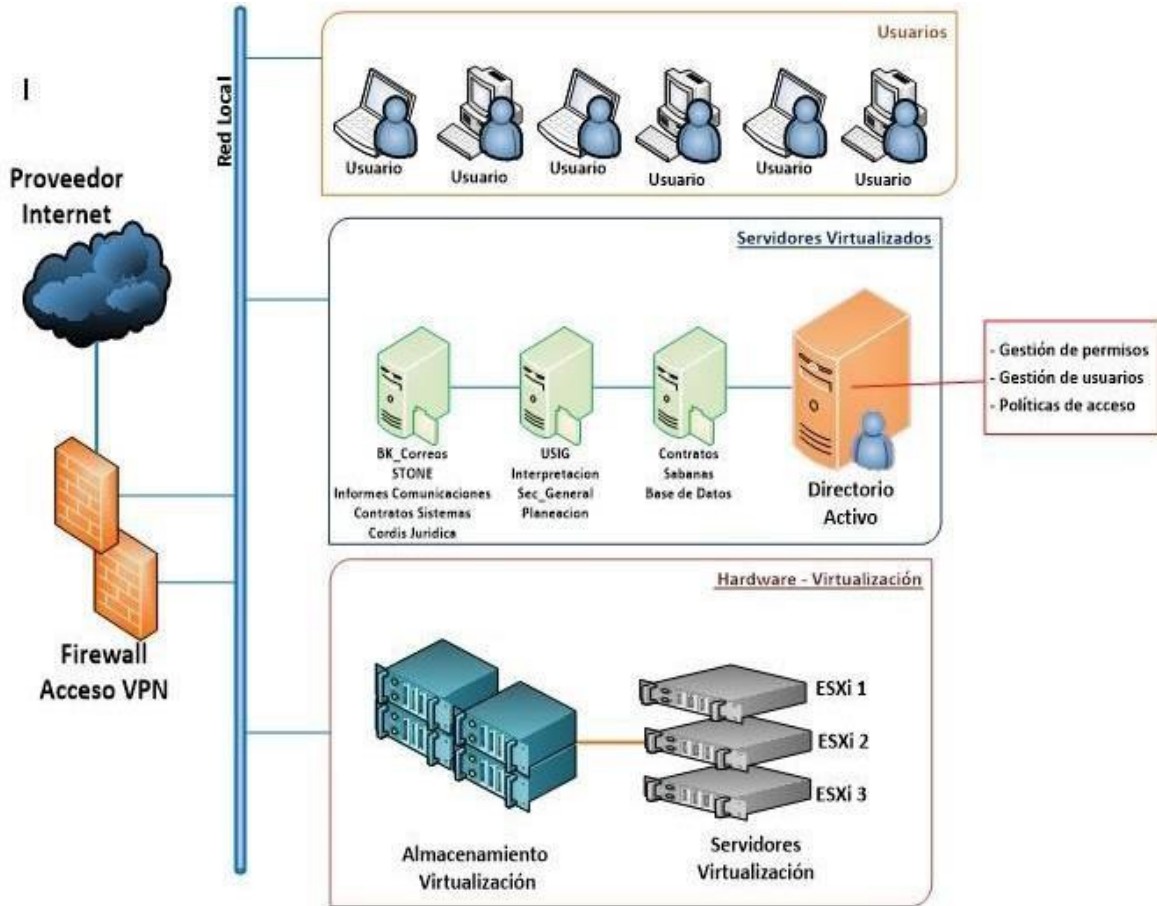 I
Proveedor
Internet
Firewall
Acceso VPN
Red Local
Usuarios
Usuario
Usuario
Usuario
Usuario
Usuario
Usuario
Servidores Virtualizados
BK_Correos
STONE
Informes Comunicaciones
Contratos Sistemas
Cordis Juridica
USIG
Interpretacion
Sec_General
Planeacion
Contratos
Sabanas
Base de Datos
Directorio
Activo
- Gestión de permisos
- Gestión de usuarios
- Políticas de acceso
Hardware - Virtualización
Almacenamiento
Virtualización
ESXi 1
ESXi 2
ESXi 3
Servidores
Virtualización